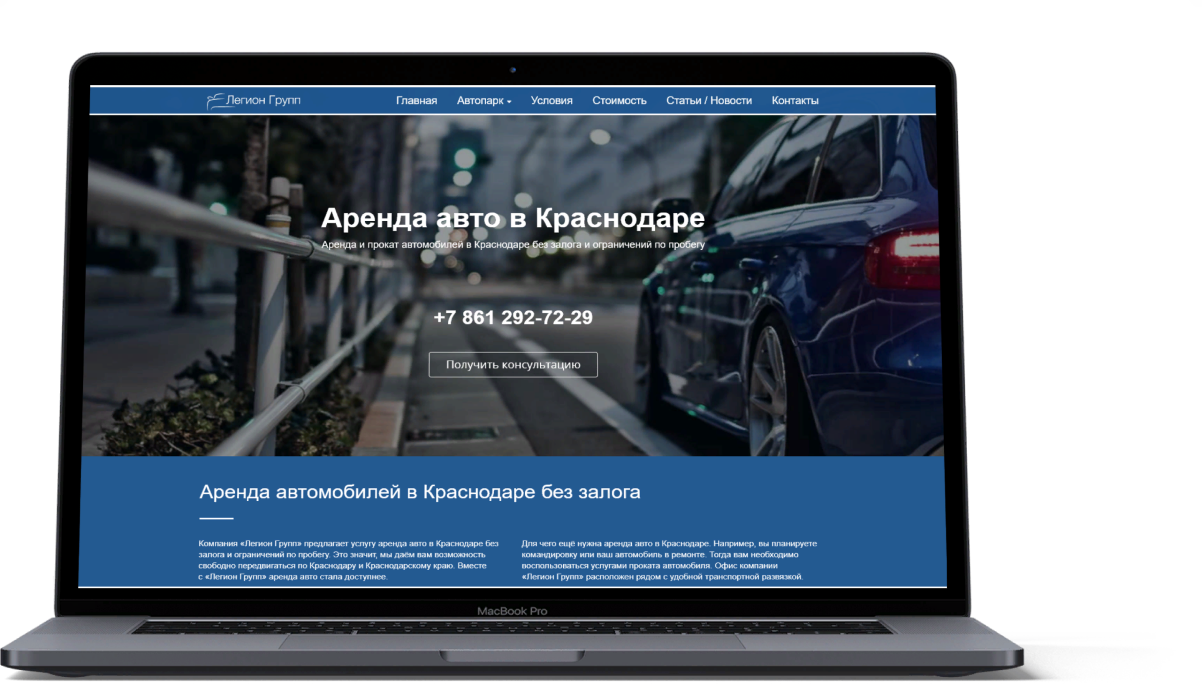 Легион Групп
Главная Автопарк Условия Стоимость Статьи / Новости Контакты
Аренда авто в Краснодаре
Аренда и прокат автомобилей в Краснодаре без залога и ограничений по пробегу
+7 861 292-72-29
Получить консультацию
Аренда автомобилей в Краснодаре без залога
Компания «Легион Групп» предлагает услугу аренда авто в Краснодаре без
залога и ограничений по пробегу. Это значит, мы даём вам возможность
свободно передвигаться по Краснодару и Краснодарскому краю. Вместе
с «Легион Групп» аренда авто стала доступнее.
Для чего ещё нужна аренда авто в Краснодаре. Например, вы планируете
командировку или ваш автомобиль в ремонте. Тогда вам необходимо
воспользоваться услугами проката автомобиля. Офис компании
«Легион Групп» расположен рядом с удобной транспортной развязкой.
MacBook Pro